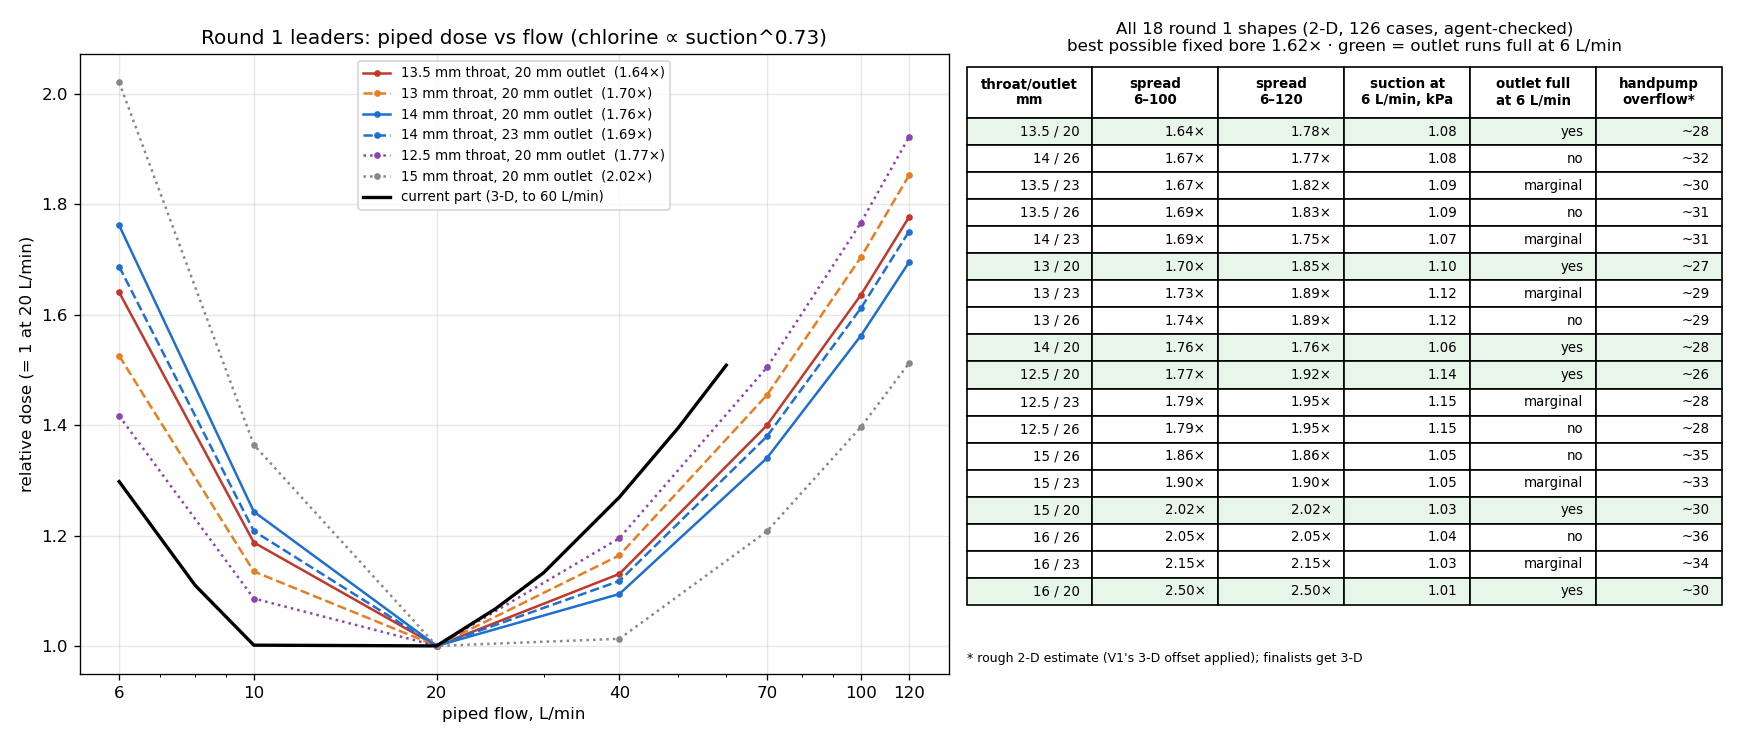 Round 1 leaders: piped dose vs flow (chlorine ∝ suction^0.73)
13.5 mm throat, 20 mm outlet (1.64×)
13 mm throat, 20 mm outlet (1.70×)
14 mm throat, 20 mm outlet (1.76×)
14 mm throat, 23 mm outlet (1.69×)
12.5 mm throat, 20 mm outlet (1.77×)
15 mm throat, 20 mm outlet (2.02×)
current part (3-D, to 60 L/min)
relative dose (= 1 at 20 L/min)
2.0
1.8
1.6
1.4
1.2
1.0
6 10 20 40 70 100 120
piped flow, L/min
All 18 round 1 shapes (2-D, 126 cases, agent-checked)
best possible fixed bore 1.62× · green = outlet runs full at 6 L/min
throat/outlet mm spread 6–100 spread 6–120 suction at 6 L/min, kPa outlet full at 6 L/min handpump overflow*
13.5 / 20 1.64× 1.78× 1.08 yes ~28
14 / 26 1.67× 1.77× 1.08 no ~32
13.5 / 23 1.67× 1.82× 1.09 marginal ~30
13.5 / 26 1.69× 1.83× 1.09 no ~31
14 / 23 1.69× 1.75× 1.07 marginal ~31
13 / 20 1.70× 1.85× 1.10 yes ~27
13 / 23 1.73× 1.89× 1.12 marginal ~29
13 / 26 1.74× 1.89× 1.12 no ~29
14 / 20 1.76× 1.76× 1.06 yes ~28
12.5 / 20 1.77× 1.92× 1.14 yes ~26
12.5 / 23 1.79× 1.95× 1.15 marginal ~28
12.5 / 26 1.79× 1.95× 1.15 no ~28
15 / 26 1.86× 1.86× 1.05 no ~35
15 / 23 1.90× 1.90× 1.05 marginal ~33
15 / 20 2.02× 2.02× 1.03 yes ~30
16 / 26 2.05× 2.05× 1.04 no ~36
16 / 23 2.15× 2.15× 1.03 marginal ~34
16 / 20 2.50× 2.50× 1.01 yes ~30
* rough 2-D estimate (V1's 3-D offset applied); finalists get 3-D